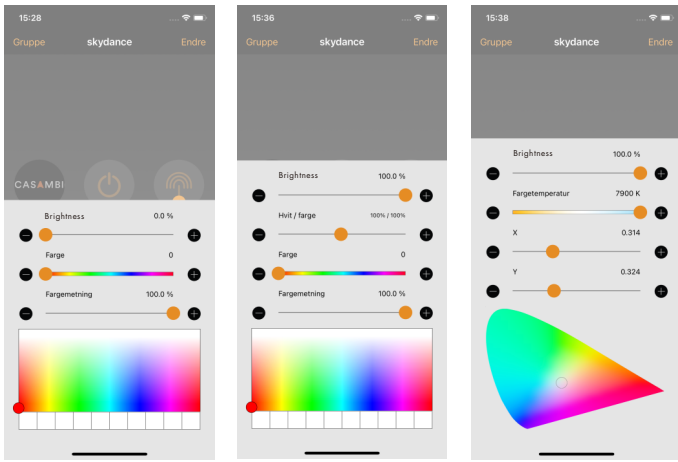 15:28
Gruppe skydance Endre
CASAMBI
Brightness 0.0 %
Farge 0
Fargemetning 100.0 %
15:36
Gruppe skydance Endre
Brightness 100.0 %
Hvit / farge 100% / 100%
Farge 0
Fargemetning 100.0 %
15:38
Gruppe skydance Endre
Brightness 100.0 %
Fargetemperatur 7900 K
X 0.314
Y 0.324